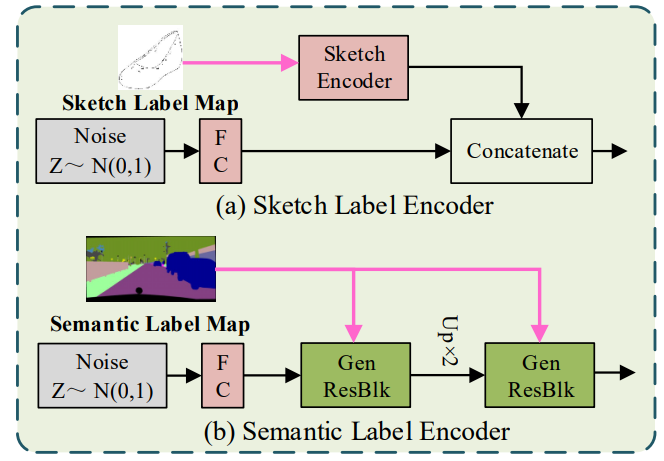 Sketch
Encoder
Sketch Label Map
Noise
Z～ N(0,1)
F
C
Concatenate
(a) Sketch Label Encoder
Semantic Label Map
Up×2
Noise
Z～ N(0,1)
F
C
Gen
ResBlk
Gen
ResBlk
(b) Semantic Label Encoder